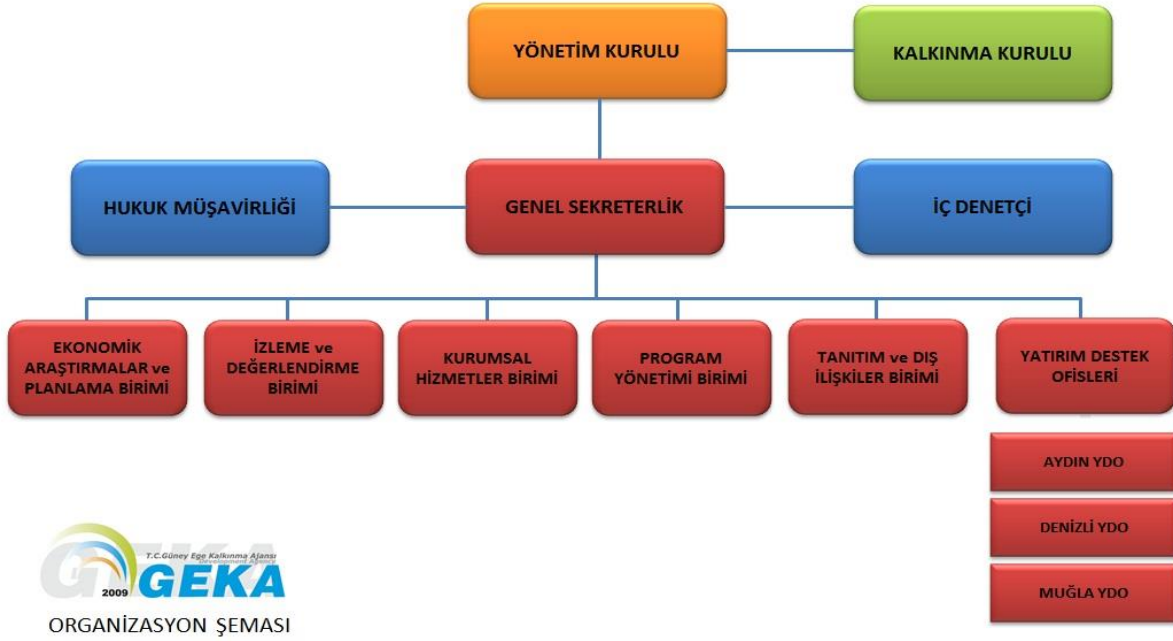 YÖNETİM KURULU
KALKINMA KURULU
HUKUK MÜŞAVİRLİĞİ
GENEL SEKRETERLİK
İÇ DENETÇİ
EKONOMİK
ARAŞTIRMALAR ve
PLANLAMA BİRİMİ
İZLEME ve
DEĞERLENDİRME
BİRİMİ
KURUMSAL
HİZMETLER BİRİMİ
PROGRAM
YÖNETİMİ BİRİMİ
TANITIM ve DIŞ
İLİŞKİLER BİRİMİ
YATIRIM DESTEK
OFİSLERİ
AYDIN YDO
DENİZLİ YDO
MUĞLA YDO
T.C.Güney Ege Kalkınma Ajansı
Development Agency
2009 GEKA
ORGANİZASYON ŞEMASI